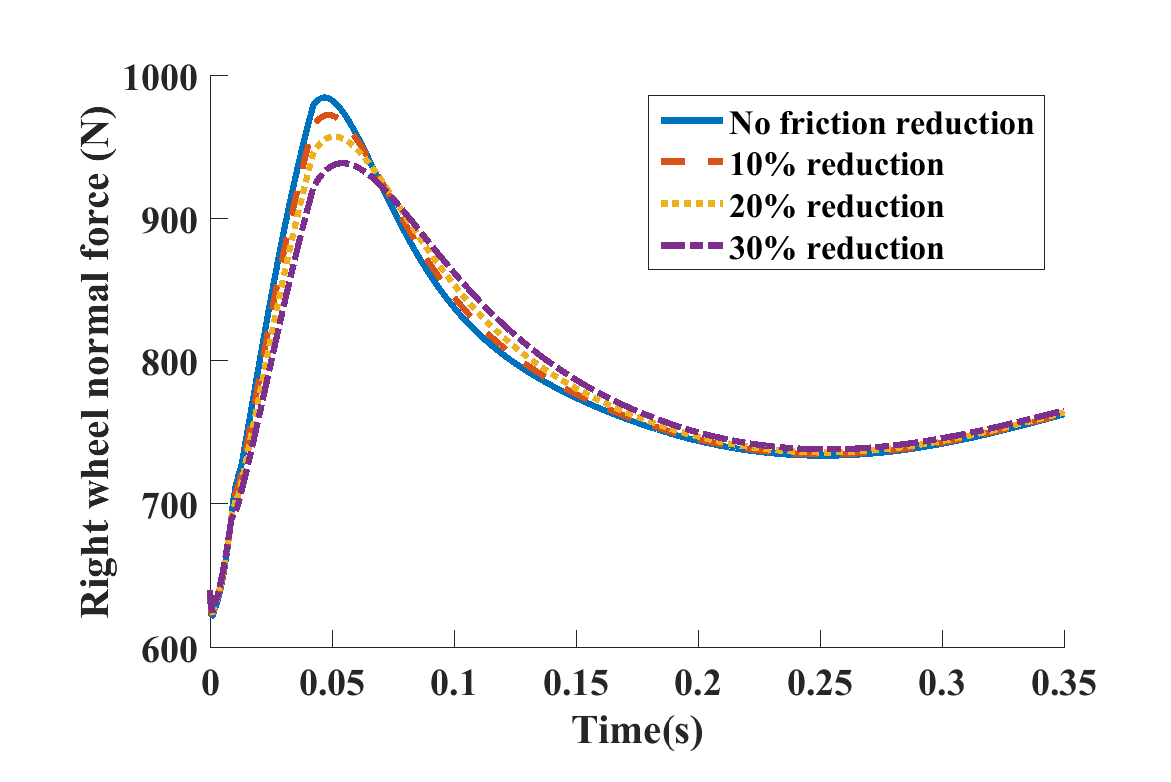 1000
900
800
700
600
Right wheel normal force (N)
No friction reduction
10% reduction
20% reduction
30% reduction
0 0.05 0.1 0.15 0.2 0.25 0.3 0.35
Time(s)